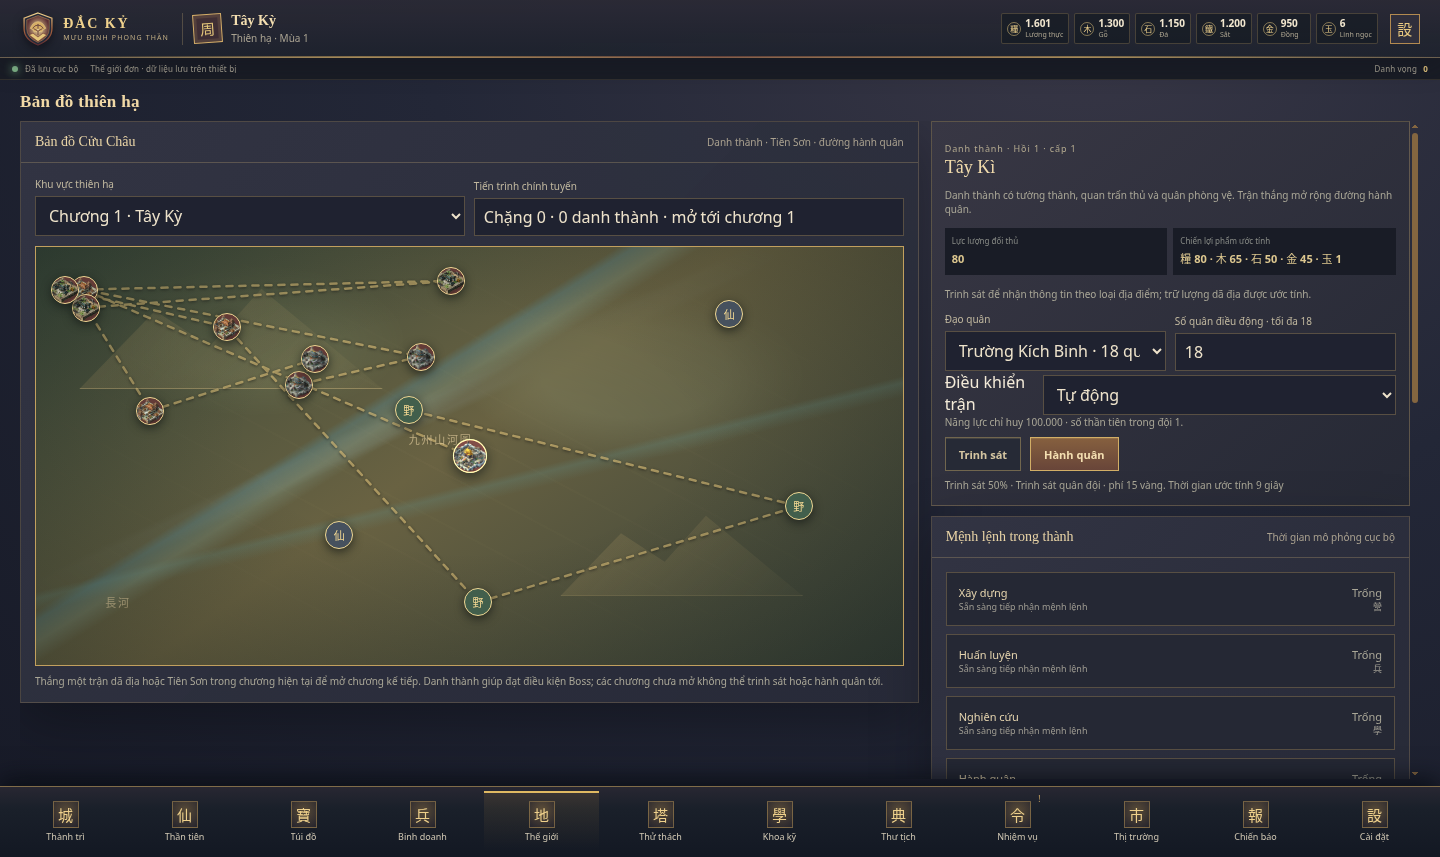 ĐẮC KỶ
MƯU ĐỊNH PHONG THẦN
周
Tây Kỳ
Thiên hạ · Mùa 1
糧 1.601 Lương thực
木 1.300 Gỗ
石 1.150 Đá
鐵 1.200 Sắt
金 950 Đồng
玉 6 Linh ngọc
設
Đã lưu cục bộ Thế giới đơn · dữ liệu lưu trên thiết bị
Danh vọng 0
Bản đồ thiên hạ
Bản đồ Cửu Châu
Danh thành · Tiên Sơn · đường hành quân
Khu vực thiên hạ
Chương 1 · Tây Kỳ
Tiến trình chính tuyến
Chặng 0 · 0 danh thành · mở tới chương 1
仙
野
九州山河圖
野
仙
野
長河
Thắng một trận dã địa hoặc Tiên Sơn trong chương hiện tại để mở chương kế tiếp. Danh thành giúp đạt điều kiện Boss; các chương chưa mở không thể trinh sát hoặc hành quân tới.
Danh thành · Hồi 1 · cấp 1
Tây Kì
Danh thành có tường thành, quan trấn thủ và quân phòng vệ. Trận thắng mở rộng đường hành
quân.
Lực lượng đối thủ
80
Chiến lợi phẩm ước tính
糧 80 · 木 65 · 石 50 · 金 45 · 玉 1
Trinh sát để nhận thông tin theo loại địa điểm; trữ lượng dã địa được ước tính.
Đạo quân
Trường Kích Binh · 18 qu
Số quân điều động · tối đa 18
18
Điều khiển
trận
Tự động
Năng lực chỉ huy 100.000 · số thần tiên trong đội 1.
Trinh sát
Hành quân
Trinh sát 50% · Trinh sát quân đội · phí 15 vàng. Thời gian ước tính 9 giây
Mệnh lệnh trong thành
Thời gian mô phỏng cục bộ
Xây dựng
Sẵn sàng tiếp nhận mệnh lệnh
Trống
營
Huấn luyện
Sẵn sàng tiếp nhận mệnh lệnh
Trống
兵
Nghiên cứu
Sẵn sàng tiếp nhận mệnh lệnh
Trống
學
Hành quân
Trống
城 Thành trì
仙 Thần tiên
寶 Túi đồ
兵 Binh doanh
地 Thế giới
塔 Thử thách
學 Khoa kỹ
典 Thư tịch
令 Nhiệm vụ
!
市 Thị trường
報 Chiến báo
設 Cài đặt